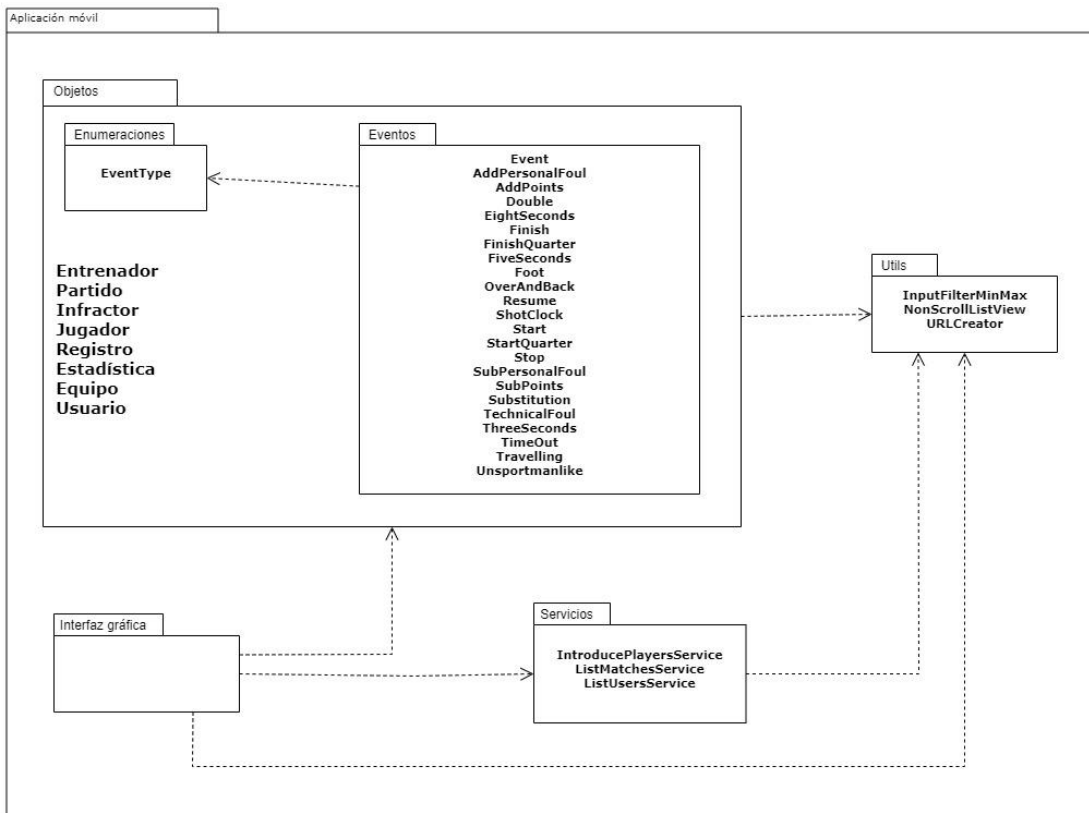 Aplicación móvil
Objetos
Enumeraciones
EventType
Eventos
Event
AddPersonalFoul
AddPoints
Double
EightSeconds
Finish
FinishQuarter
FiveSeconds
Foot
OverAndBack
Resume
ShotClock
Start
StartQuarter
Stop
SubPersonalFoul
SubPoints
Substitution
TechnicalFoul
ThreeSeconds
TimeOut
Travelling
Unsportmanlike
Entrenador
Partido
Infractor
Jugador
Registro
Estadística
Equipo
Usuario
Utils
InputFilterMinMax
NonScrollListView
URLCreator
Interfaz gráfica
Servicios
IntroducePlayersService
ListMatchesService
ListUsersService